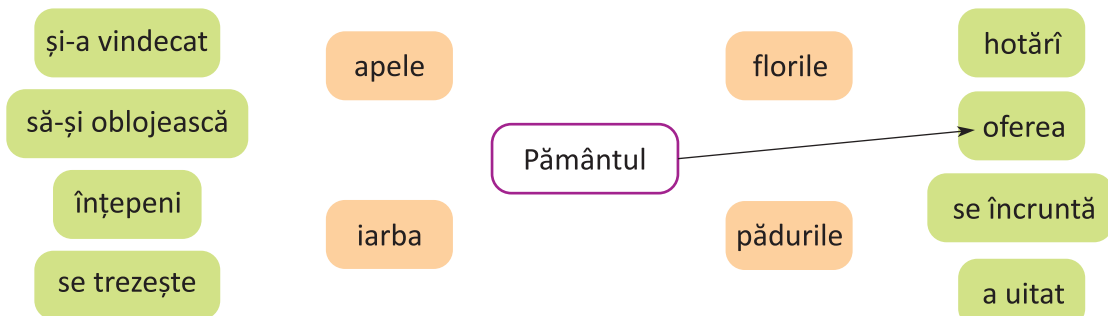 și-a vindecat
să-și oblojească
înțepeni
se trezește
apele
iarba
Pământul
florile
pădurile
hotărî
oferea
se încruntă
a uitat